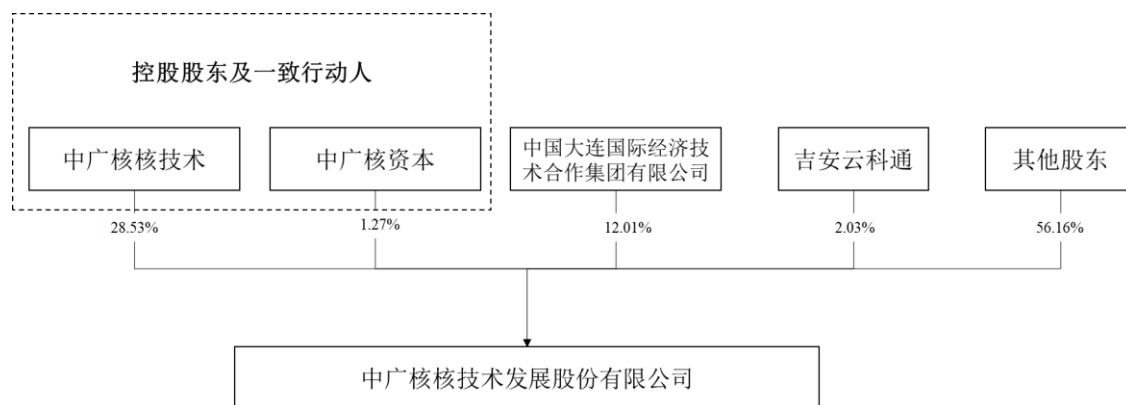 控股股东及一致行动人
中广核核技术
中广核资本
中国大连国际经济技
术合作集团有限公司
吉安云科通
其他股东
28.53%
1.27%
12.01%
2.03%
56.16%
中广核核技术发展股份有限公司